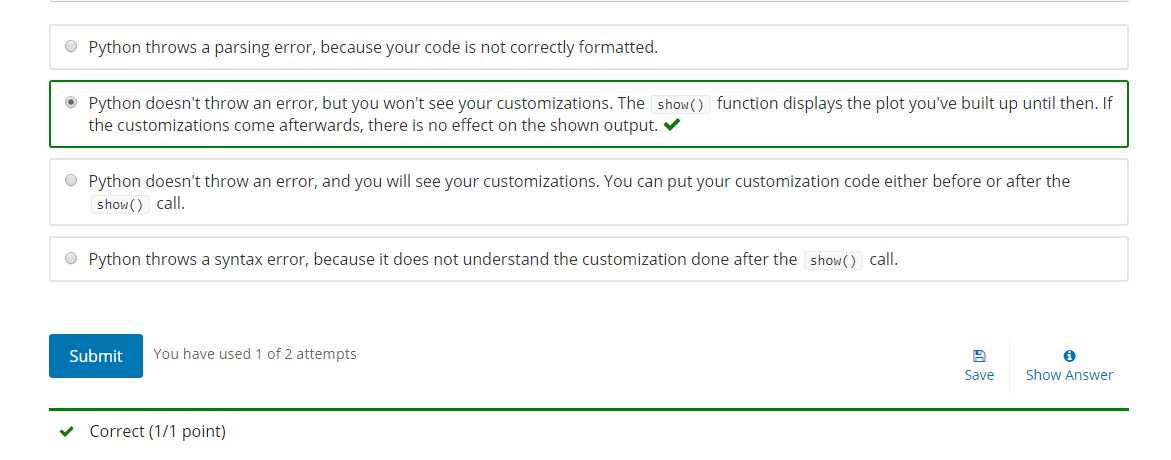 Python throws a parsing error, because your code is not correctly formatted.
Python doesn't throw an error, but you won't see your customizations. The show() function displays the plot you've built up until then. If
the customizations come afterwards, there is no effect on the shown output.
Python doesn't throw an error, and you will see your customizations. You can put your customization code either before or after the
show() call.
Python throws a syntax error, because it does not understand the customization done after the show() call.
Submit You have used 1 of 2 attempts
Save Show Answer
Correct (1/1 point)